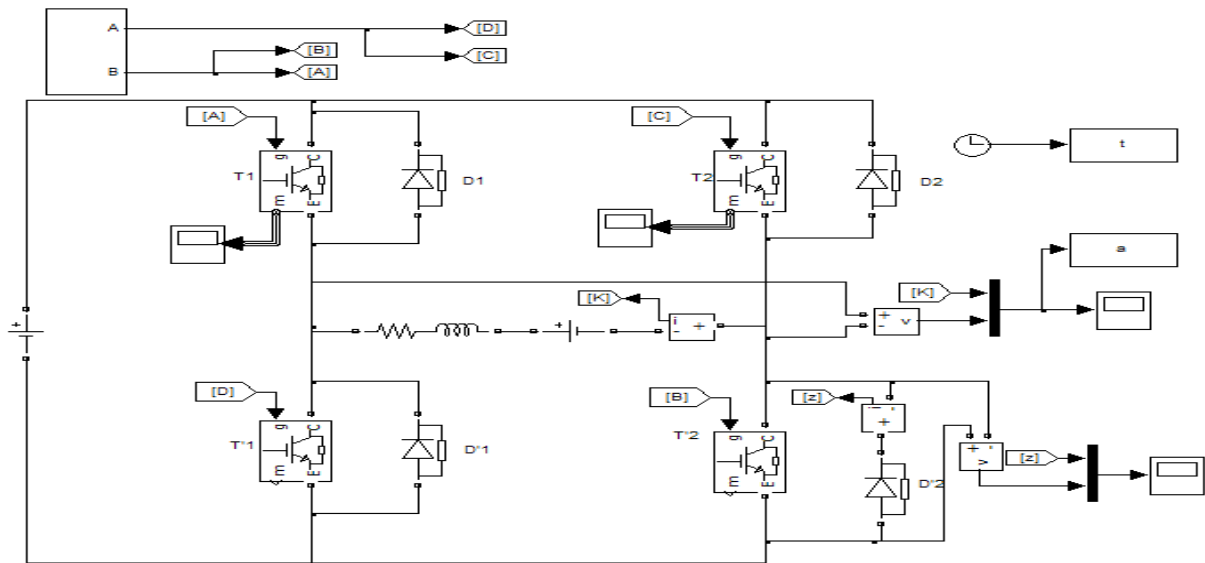 A
[D]
[B]
[C]
B
[A]
[A]
[C]
g C
T1
m E
D1
g C
T2
m E
D2
t
a
[K]
[K]
+
i
-
+
+
-
v
+
[D]
[B]
[z]
g C
T'1
m E
D'1
g C
T'2
m E
i -
+
D'2
+ -
v
[z]